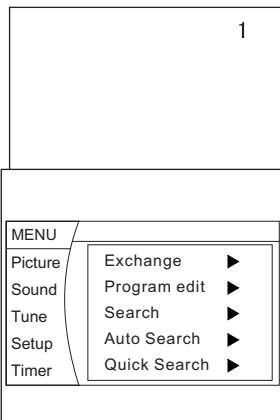 1
MENU
Picture
Sound
Tune
Setup
Timer
Exchange
Program edit
Search
Auto Search
Quick Search